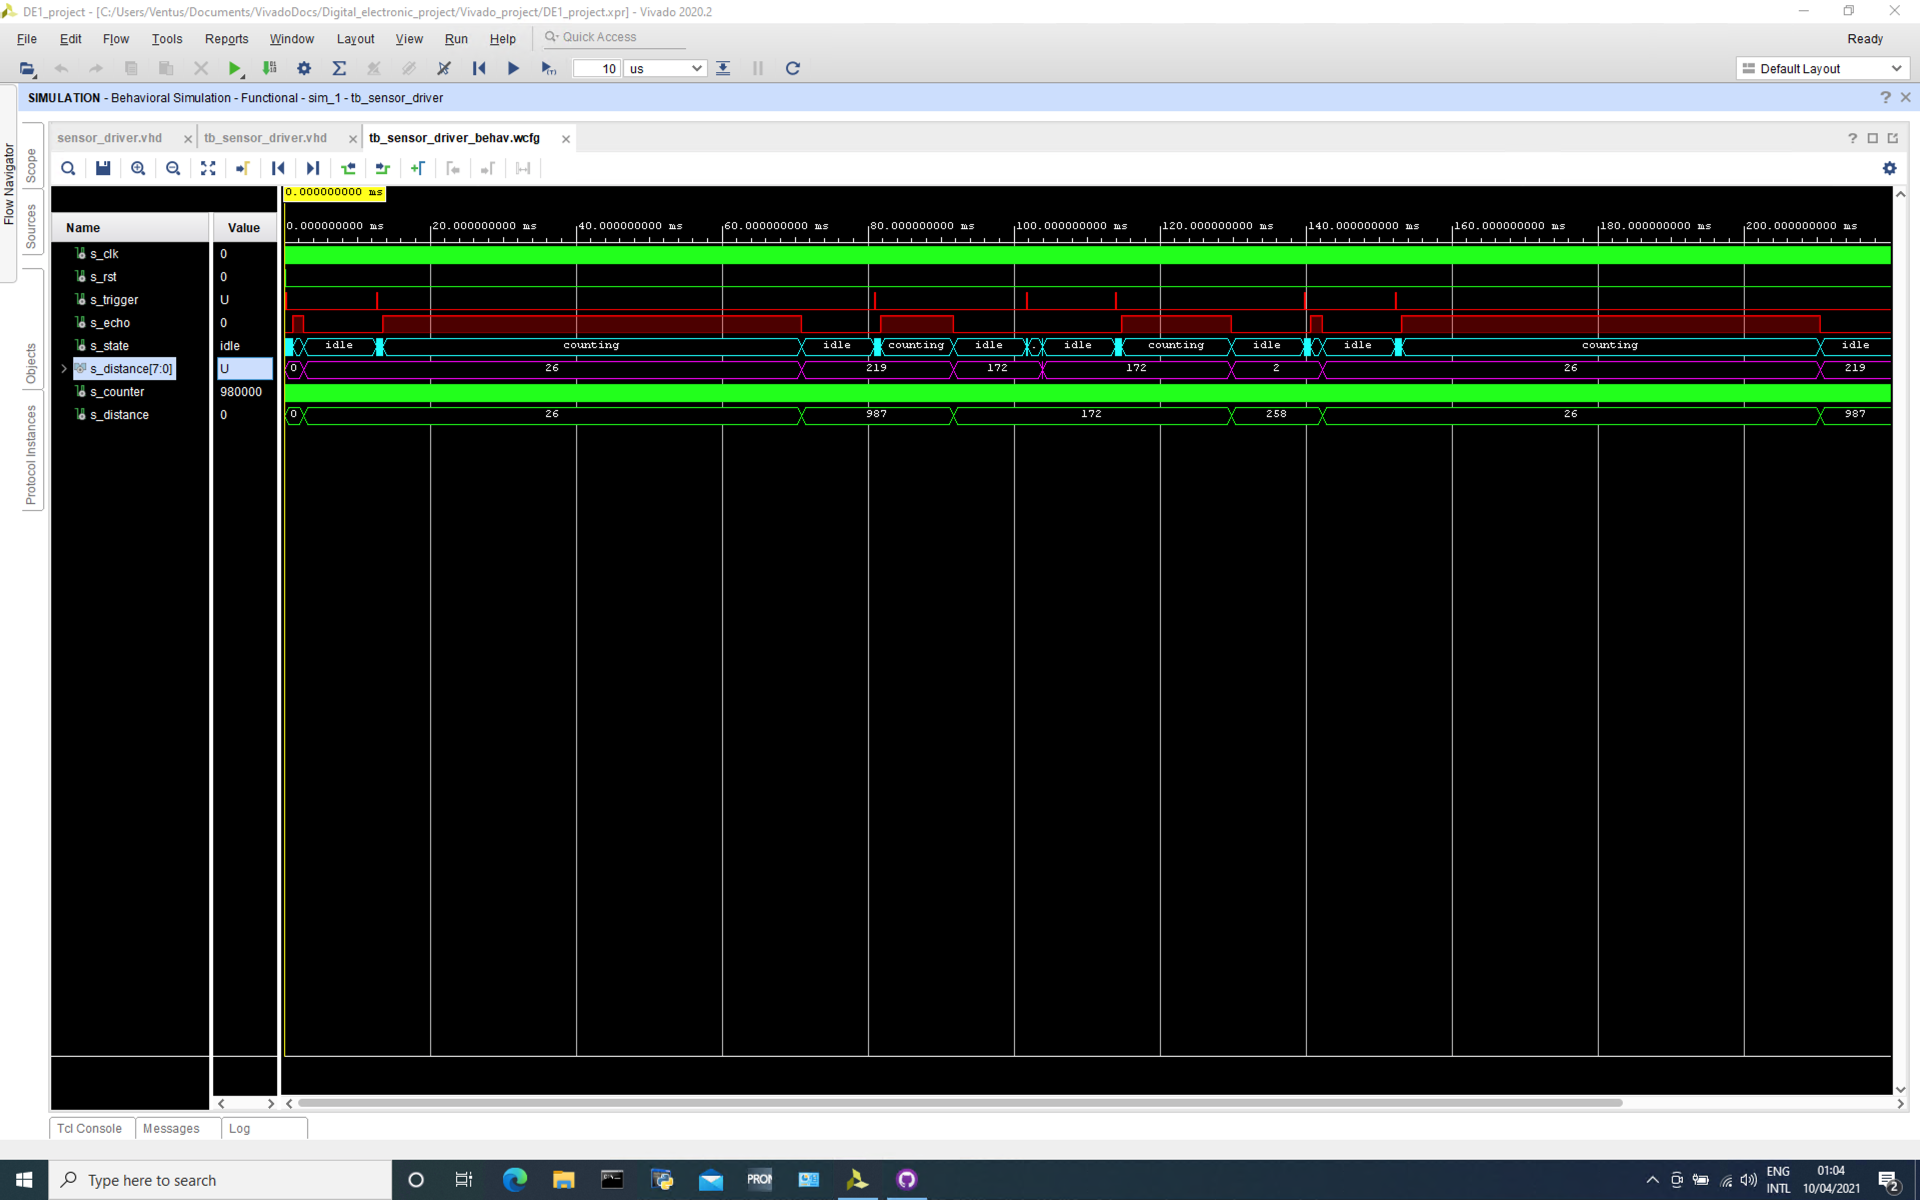 DE1_project - [C:/Users/Ventus/Documents/VivadoDocs/Digital_electronic_project/Vivado_project/DE1_project.xpr] - Vivado 2020.2
File Edit Flow Tools Reports Window Layout View Run Help Quick Access Ready
10 us Default Layout
SIMULATION - Behavioral Simulation - Functional - sim_1 - tb_sensor_driver
Flow Navigator
Scope
Sources
Objects
Protocol Instances
sensor_driver.vhd tb_sensor_driver.vhd tb_sensor_driver_behav.wcfg
0.000000000 ms
Name Value
0.000000000 ms 20.000000000 ms 40.000000000 ms 60.000000000 ms 80.000000000 ms 100.000000000 ms 120.000000000 ms 140.000000000 ms 160.000000000 ms 180.000000000 ms 200.000000000 ms
s_clk 0
s_rst 0
s_trigger U
s_echo 0
s_state idle idle counting idle counting idle . idle counting idle idle counting idle
s_distance[7:0] U 0 26 219 172 172 2 26 219
s_counter 980000
s_distance 0 0 26 987 172 258 26 987
Tcl Console Messages Log
Type here to search
PRON
ENG
INTL
01:04
10/04/2021
2